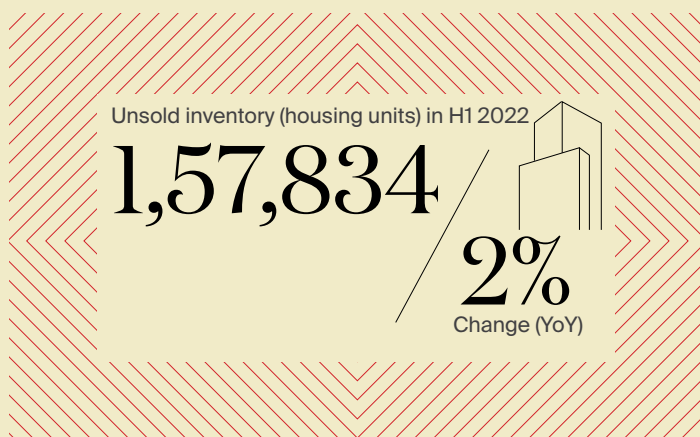 Unsold inventory (housing units) in H1 2022
1,57,834
2%
Change (YoY)